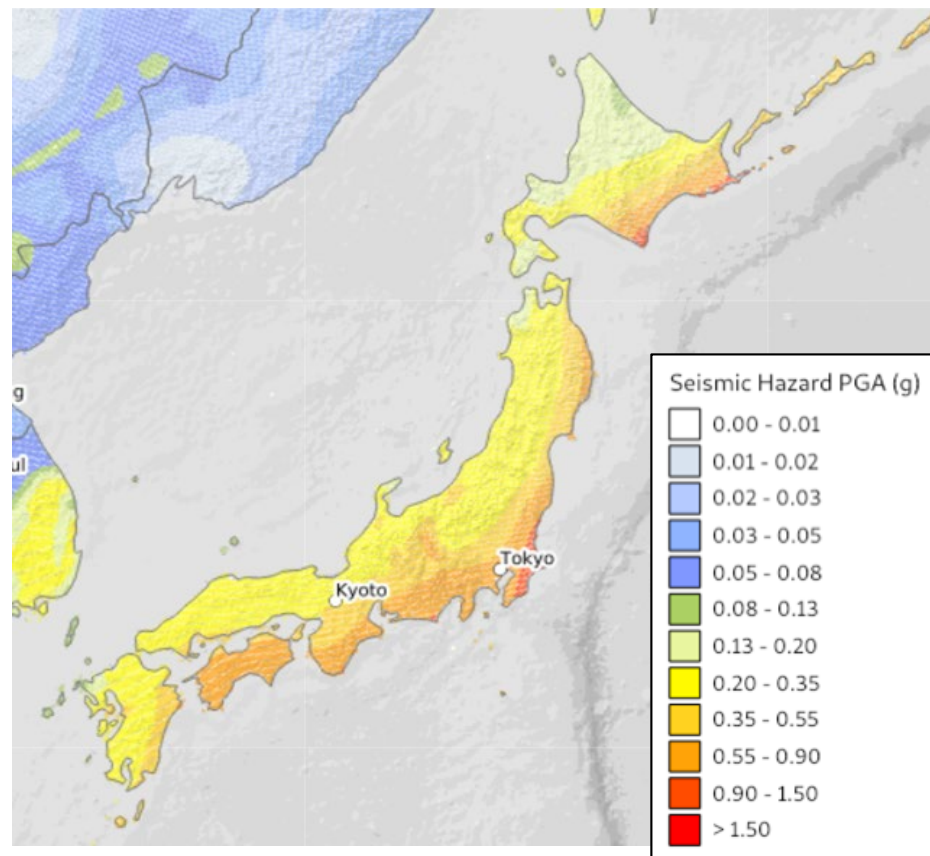 g
ul
Kyoto
Tokyo
Seismic Hazard PGA (g)
0.00 - 0.01
0.01 - 0.02
0.02 - 0.03
0.03 - 0.05
0.05 - 0.08
0.08 - 0.13
0.13 - 0.20
0.20 - 0.35
0.35 - 0.55
0.55 - 0.90
0.90 - 1.50
> 1.50